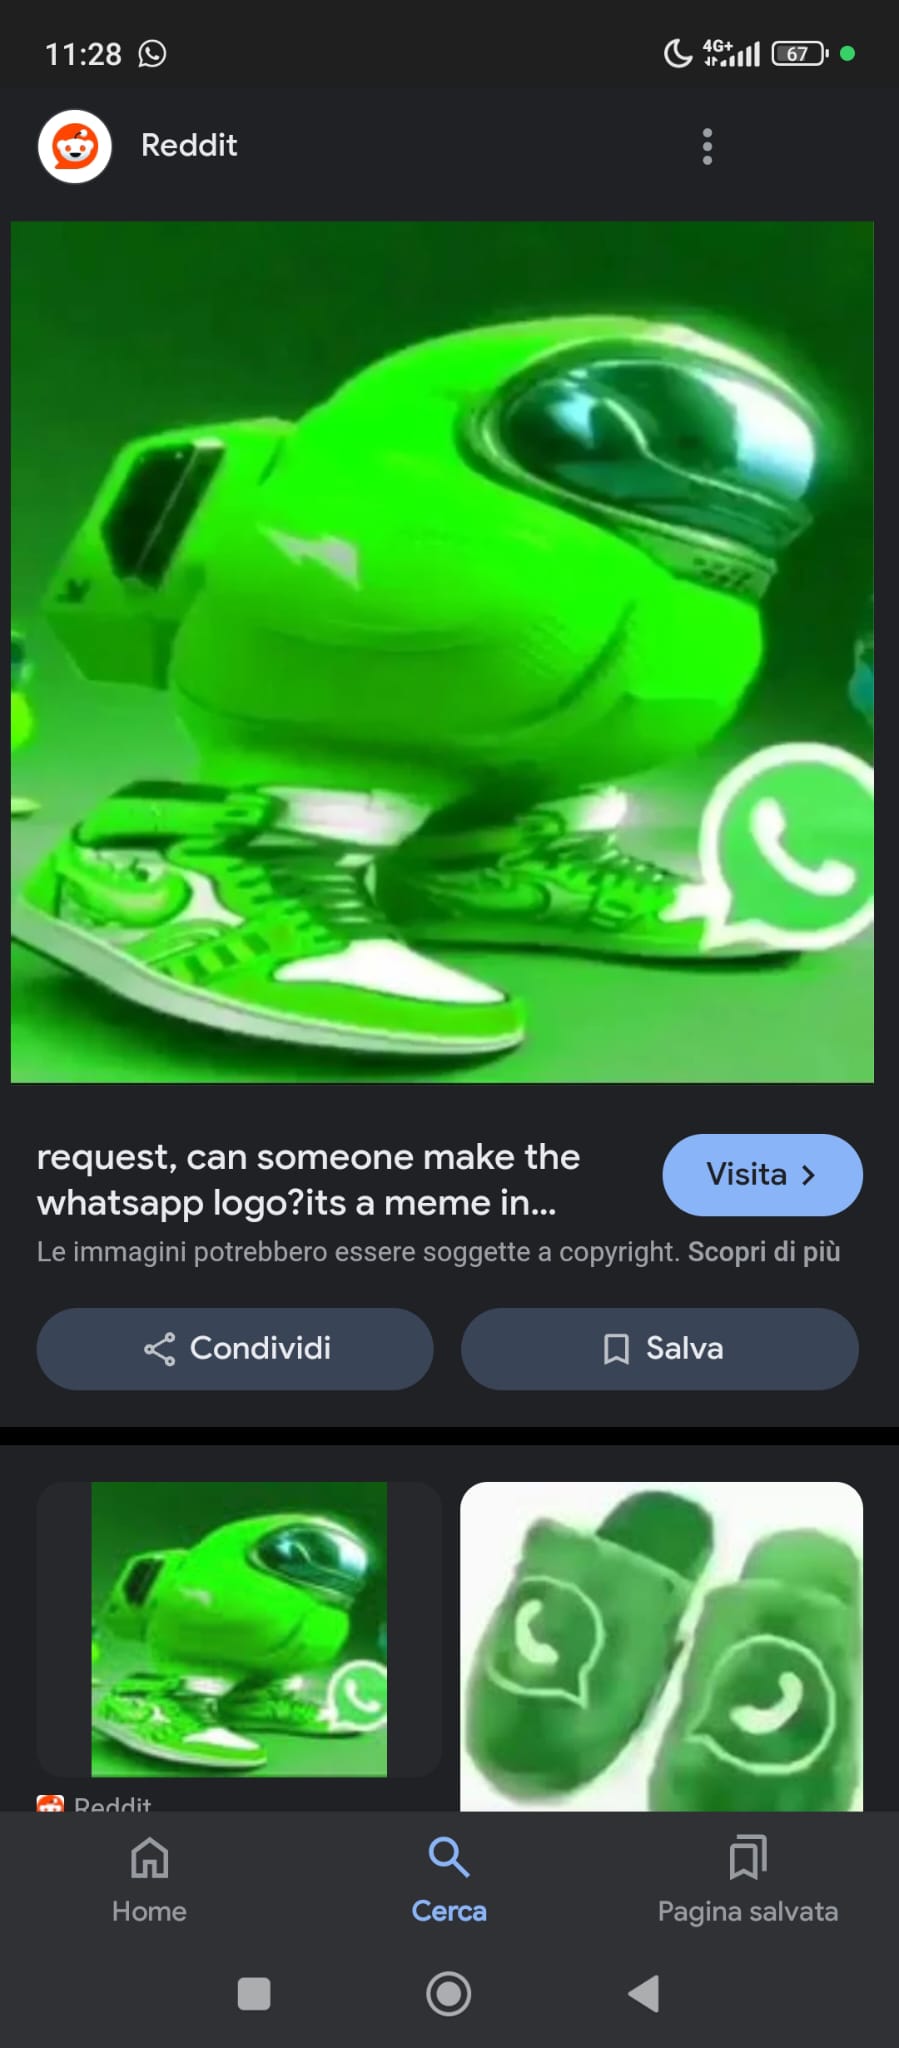 11:28
4G+
67
Reddit
request, can someone make the
whatsapp logo?its a meme in...
Visita
Le immagini potrebbero essere soggette a copyright. Scopri di più
Condividi
Salva
Reddit
Home
Cerca
Pagina salvata